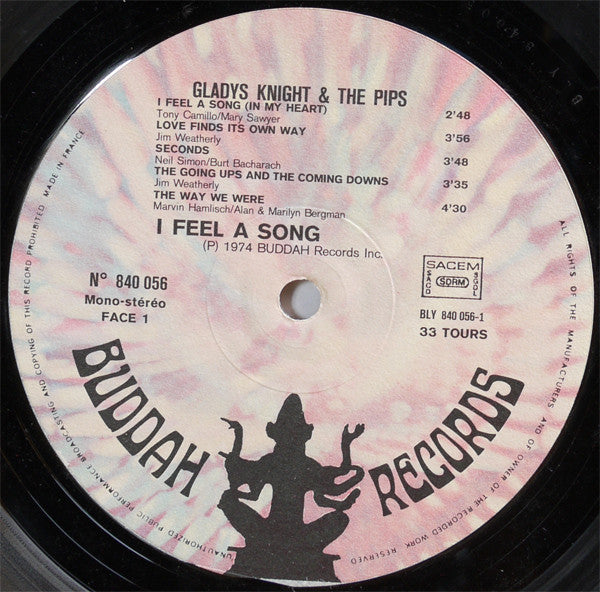 GLADYS KNIGHT & THE PIPS
I FEEL A SONG (IN MY HEART) 2'48
Tony Camillo/Mary Sawyer
LOVE FINDS ITS OWN WAY 3'56
Jim Weatherly
SECONDS 3'48
Neil Simon/Burt Bacharach
THE GOING UPS AND THE COMING DOWNS 3'35
Jim Weatherly
THE WAY WE WERE 4'30
Marvin Hamlisch/Alan & Marilyn Bergman
I FEEL A SONG
(P) 1974 BUDDAH Records Inc.
N° 840 056
Mono-stéréo
FACE 1
SACEM
SACD SDRM SGDL
BLY 840 056-1
33 TOURS
BUDDAH RECORDS
MADE IN FRANCE
ALL RIGHTS OF THE MANUFACTURERS AND OF OWNER OF THE RECORDED WORK RESERVED
UNAUTHORIZED PUBLIC PERFORMANCE BROADCASTING AND COPYING OF THIS RECORD PROHIBITED